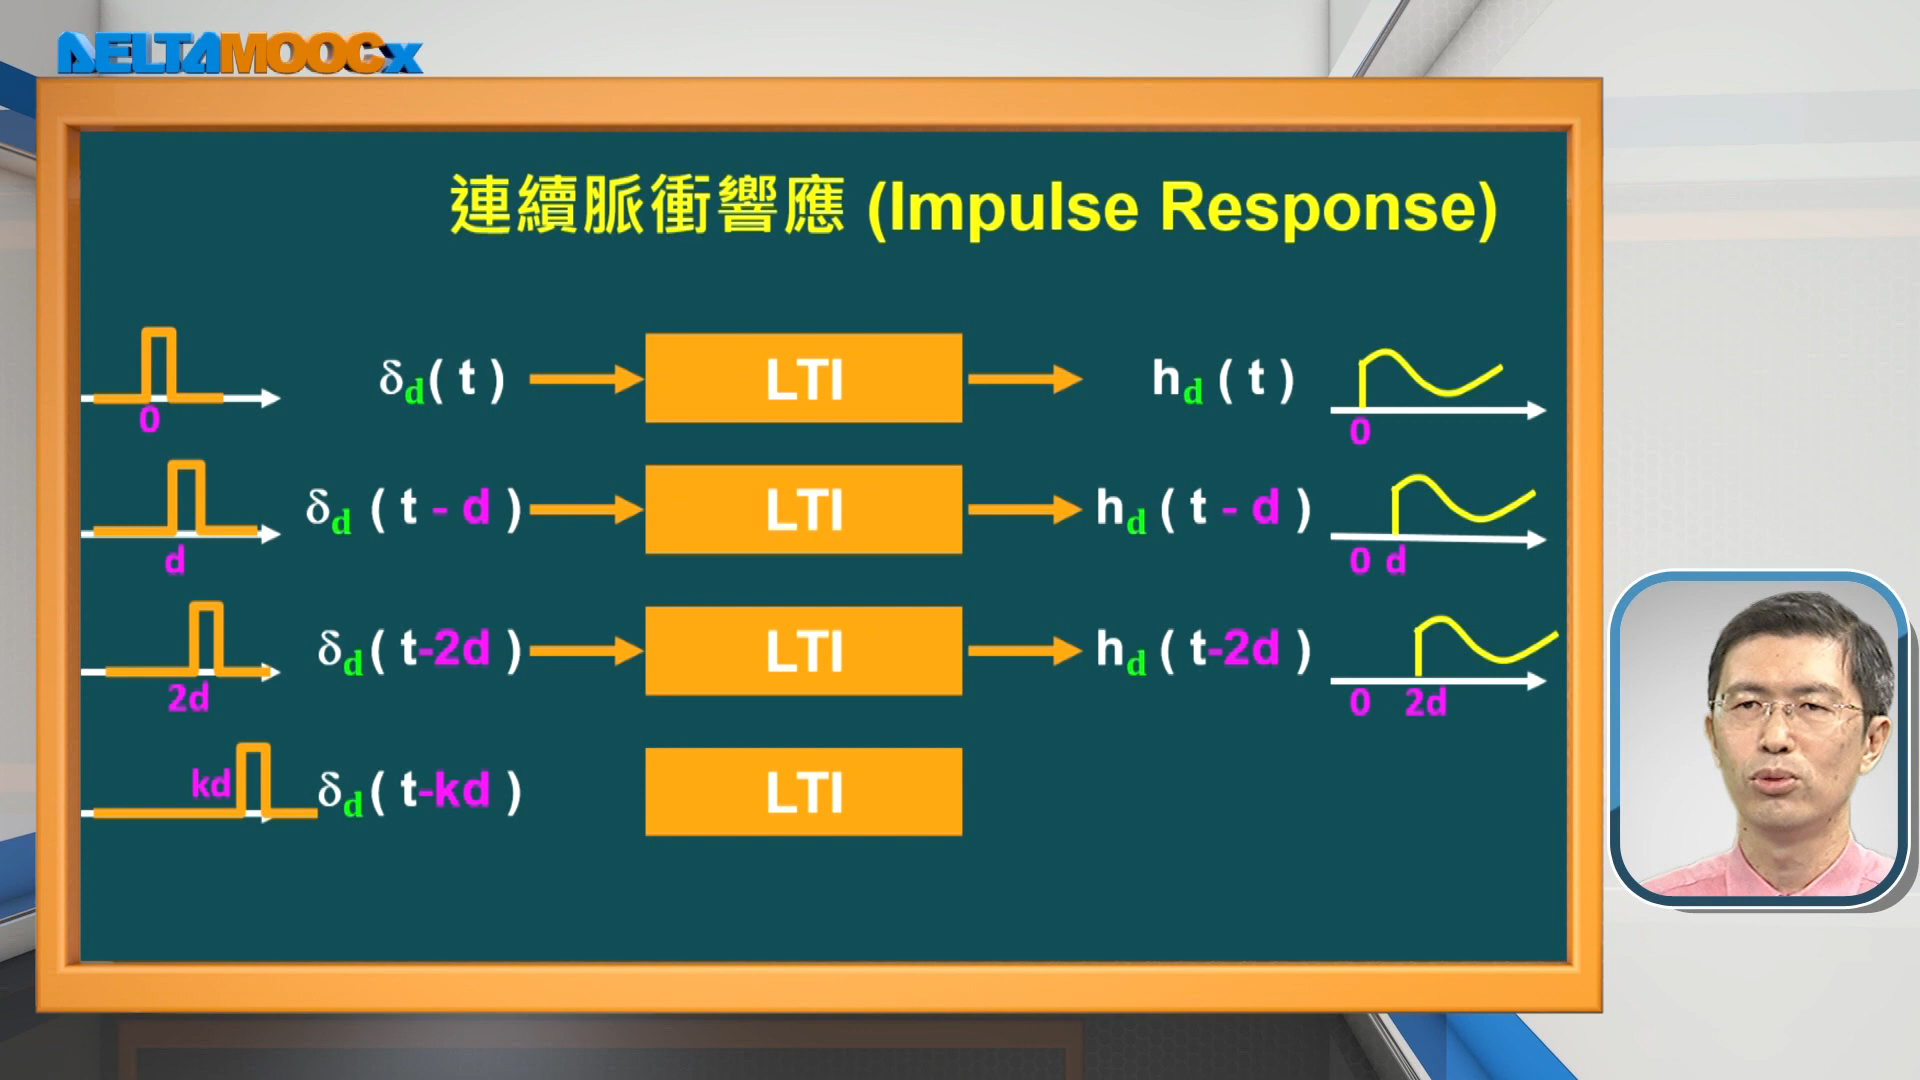 DELTAMOOCx
連續脈衝響應 (Impulse Response)
0 δd( t ) LTI hd ( t ) 0
d δd ( t - d ) LTI hd ( t - d ) 0 d
2d δd( t-2d ) LTI hd ( t-2d ) 0 2d
kd δd( t-kd ) LTI